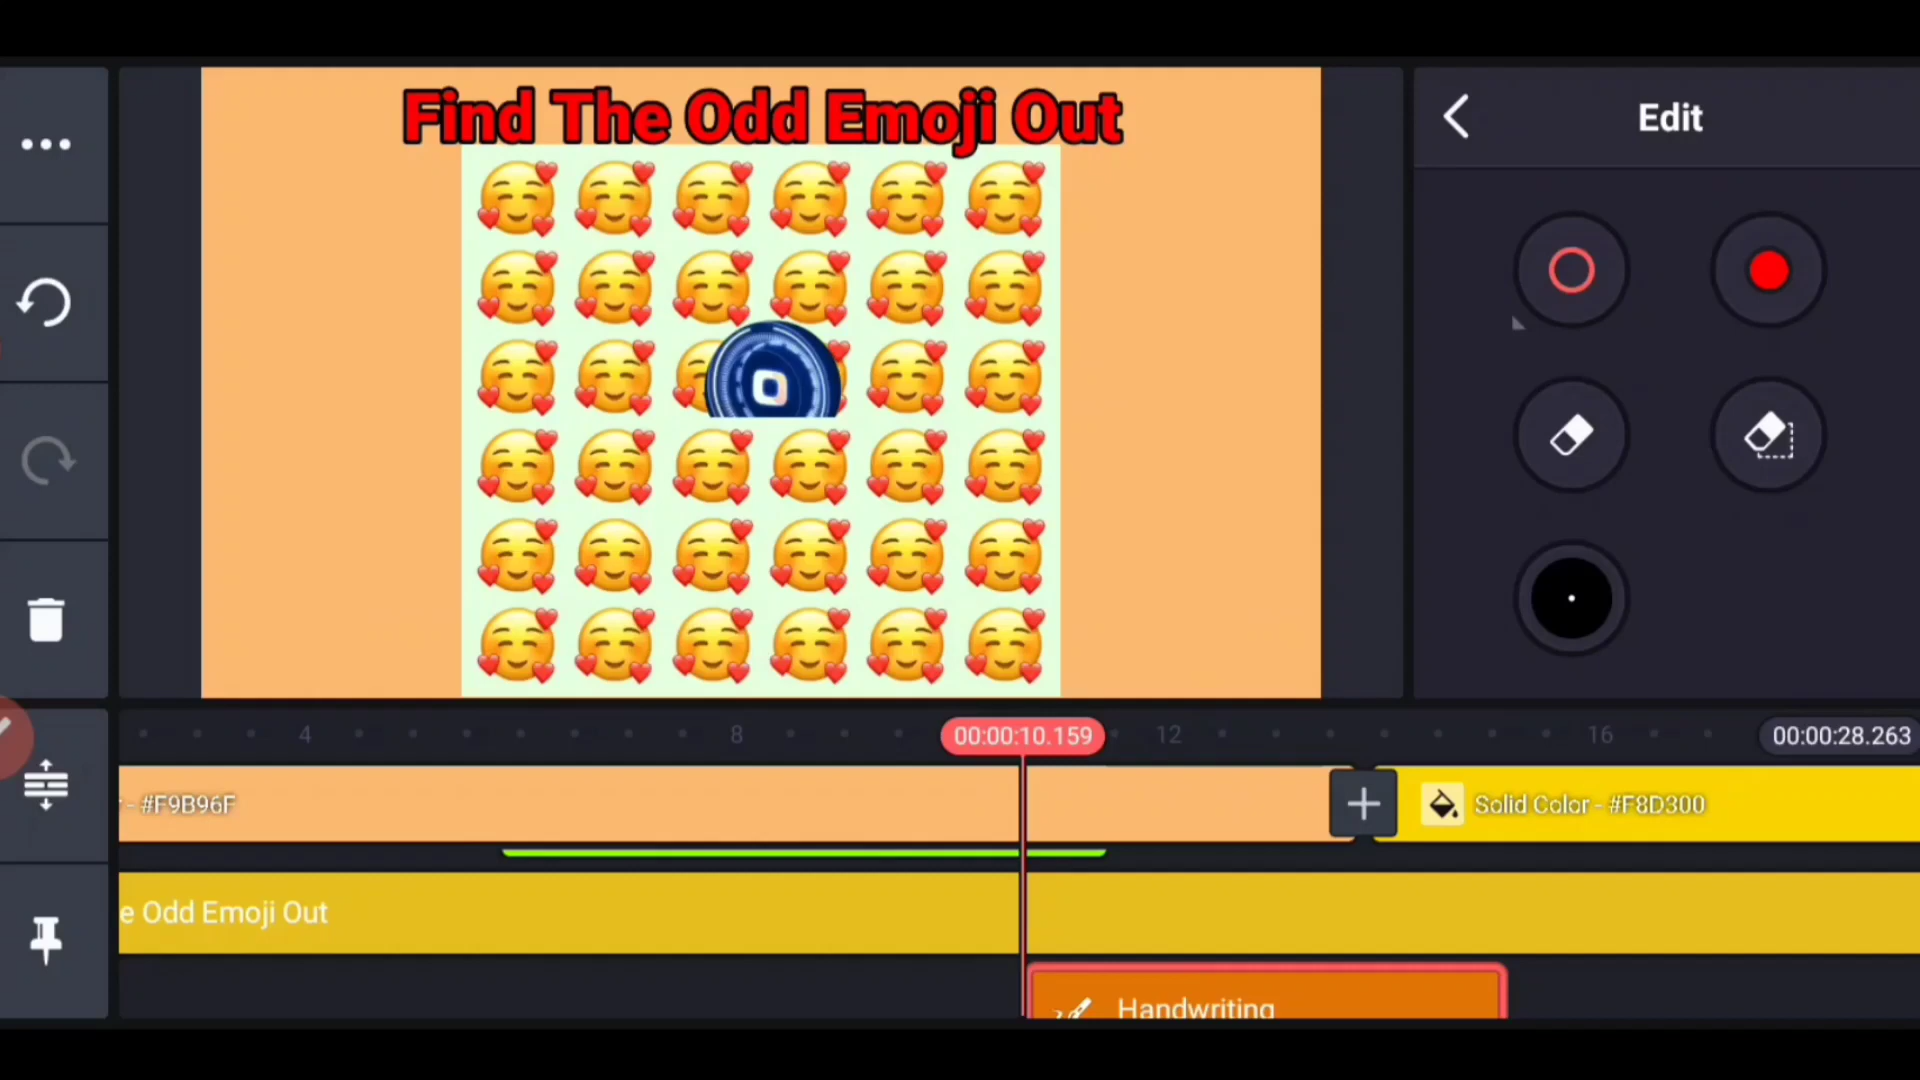 Find The Odd Emoji Out
Edit
4
8
00:00:10.159
12
16
00:00:28.263
- #F9B96F
Solid Color - #F8D300
e Odd Emoji Out
Handwriting